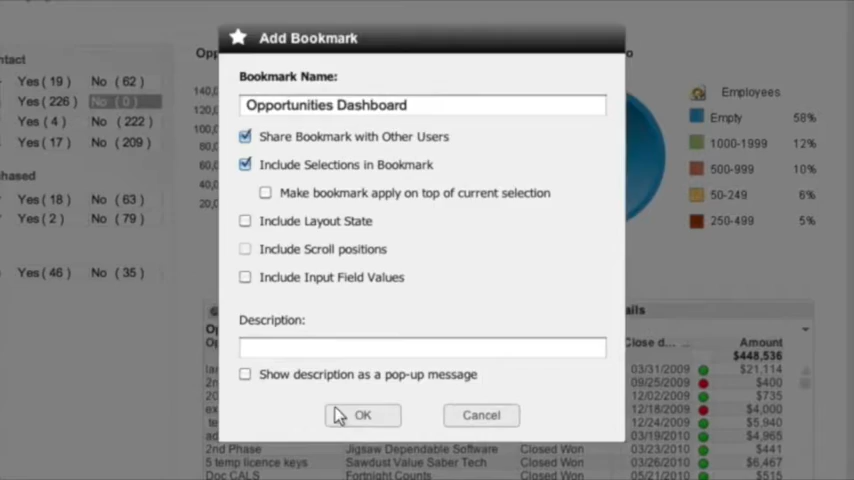 Add Bookmark
Bookmark Name:
Opportunities Dashboard
Share Bookmark with Other Users
Include Selections in Bookmark
Make bookmark apply on top of current selection
Include Layout State
Include Scroll positions
Include Input Field Values
Description:
Show description as a pop-up message
OK Cancel
Yes ( 19 ) No ( 62 )
Yes ( 226 ) No ( 0 )
Yes ( 4 ) No ( 222 )
Yes ( 17 ) No ( 209 )
Yes ( 18 ) No ( 63 )
Yes ( 2 ) No ( 79 )
Yes ( 46 ) No ( 35 )
Employees
Empty 58%
1000-1999 12%
500-999 10%
50-249 6%
250-499 5%
Close d... Amount
$448,536
03/31/2009 $21,114
09/25/2009 $400
12/02/2009 $735
12/18/2009 $4,000
12/24/2009 $5,940
03/19/2010 $4,965
2nd Phase Jigsaw Dependable Software Closed Won 03/23/2010 $441
5 temp licence keys Sawdust Value Saber Tech Closed Won 03/26/2010 $6,467
Doc CALS Fortnight Counts Closed Won 05/21/2010 $515